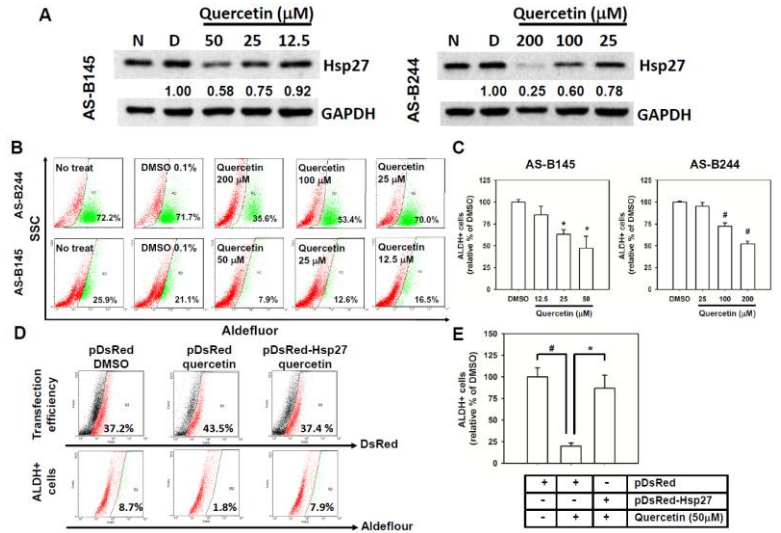 A
Quercetin (μM)
N D 50 25 12.5
AS-B145
Hsp27
1.00 0.58 0.75 0.92
GAPDH
Quercetin (μM)
N D 200 100 25
AS-B244
Hsp27
1.00 0.25 0.60 0.78
GAPDH
B
SSC
AS-B244
No treat
72.2%
DMSO 0.1%
71.7%
Quercetin
200 μM
35.6%
Quercetin
100 μM
53.4%
Quercetin
25 μM
70.0%
AS-B145
No treat
25.9%
DMSO 0.1%
21.1%
Quercetin
50 μM
7.9%
Quercetin
25 μM
12.6%
Quercetin
12.5 μM
16.5%
Aldefluor
C
AS-B145
ALDH+ cells
(relative % of DMSO)
125
100
75
50
25
0
* *
DMSO 12.5 25 50
Quercetin (μM)
AS-B244
ALDH+ cells
(relative % of DMSO)
125
100
75
50
25
0
# #
DMSO 25 100 200
Quercetin (μM)
D
pDsRed
DMSO
pDsRed
quercetin
pDsRed-Hsp27
quercetin
Transfection
efficiency
37.2%
43.5%
37.4 %
DsRed
ALDH+
cells
8.7%
1.8%
7.9%
Aldeflour
E
ALDH+ cells
(relative % of DMSO)
150
125
100
75
50
25
0
# *
+ + - pDsRed
- - + pDsRed-Hsp27
- + + Quercetin (50μM)